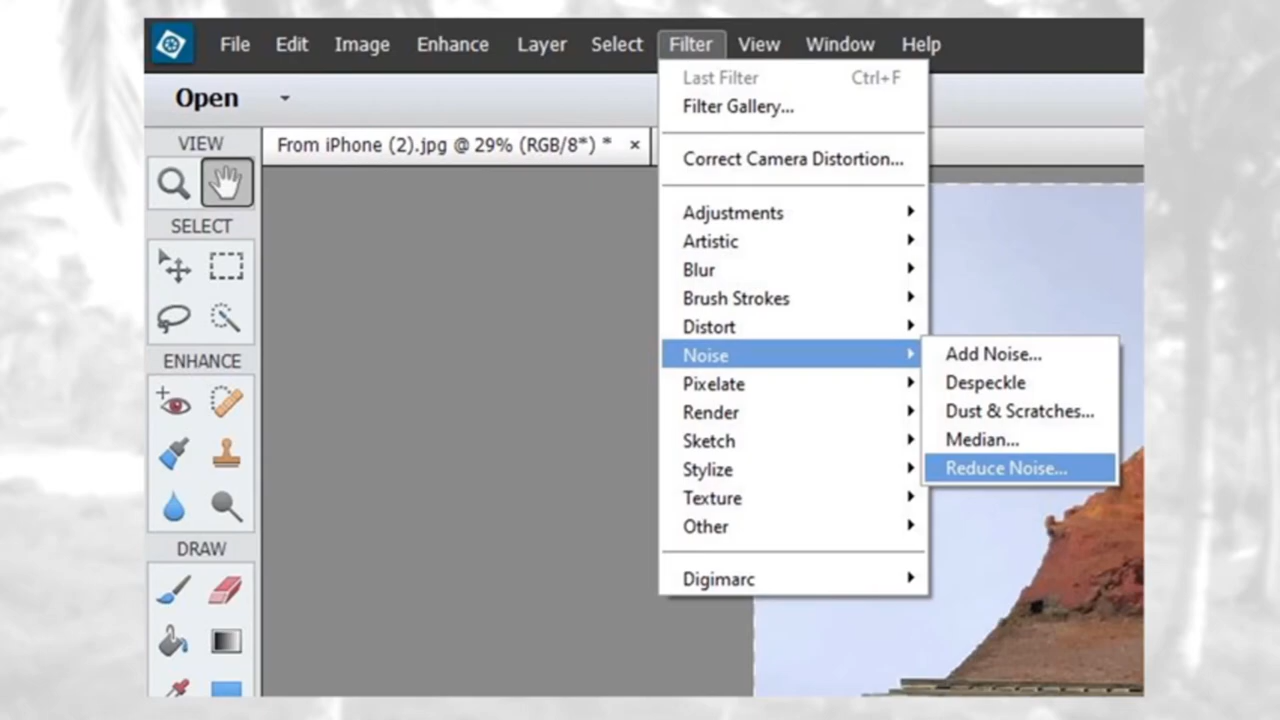 File Edit Image Enhance Layer Select Filter View Window Help
Open
VIEW
From iPhone (2).jpg @ 29% (RGB/8*) * ×
SELECT
ENHANCE
DRAW
Last Filter Ctrl+F
Filter Gallery...
Correct Camera Distortion...
Adjustments
Artistic
Blur
Brush Strokes
Distort
Noise
Pixelate
Render
Sketch
Stylize
Texture
Other
Digimarc
Add Noise...
Despeckle
Dust & Scratches...
Median...
Reduce Noise...